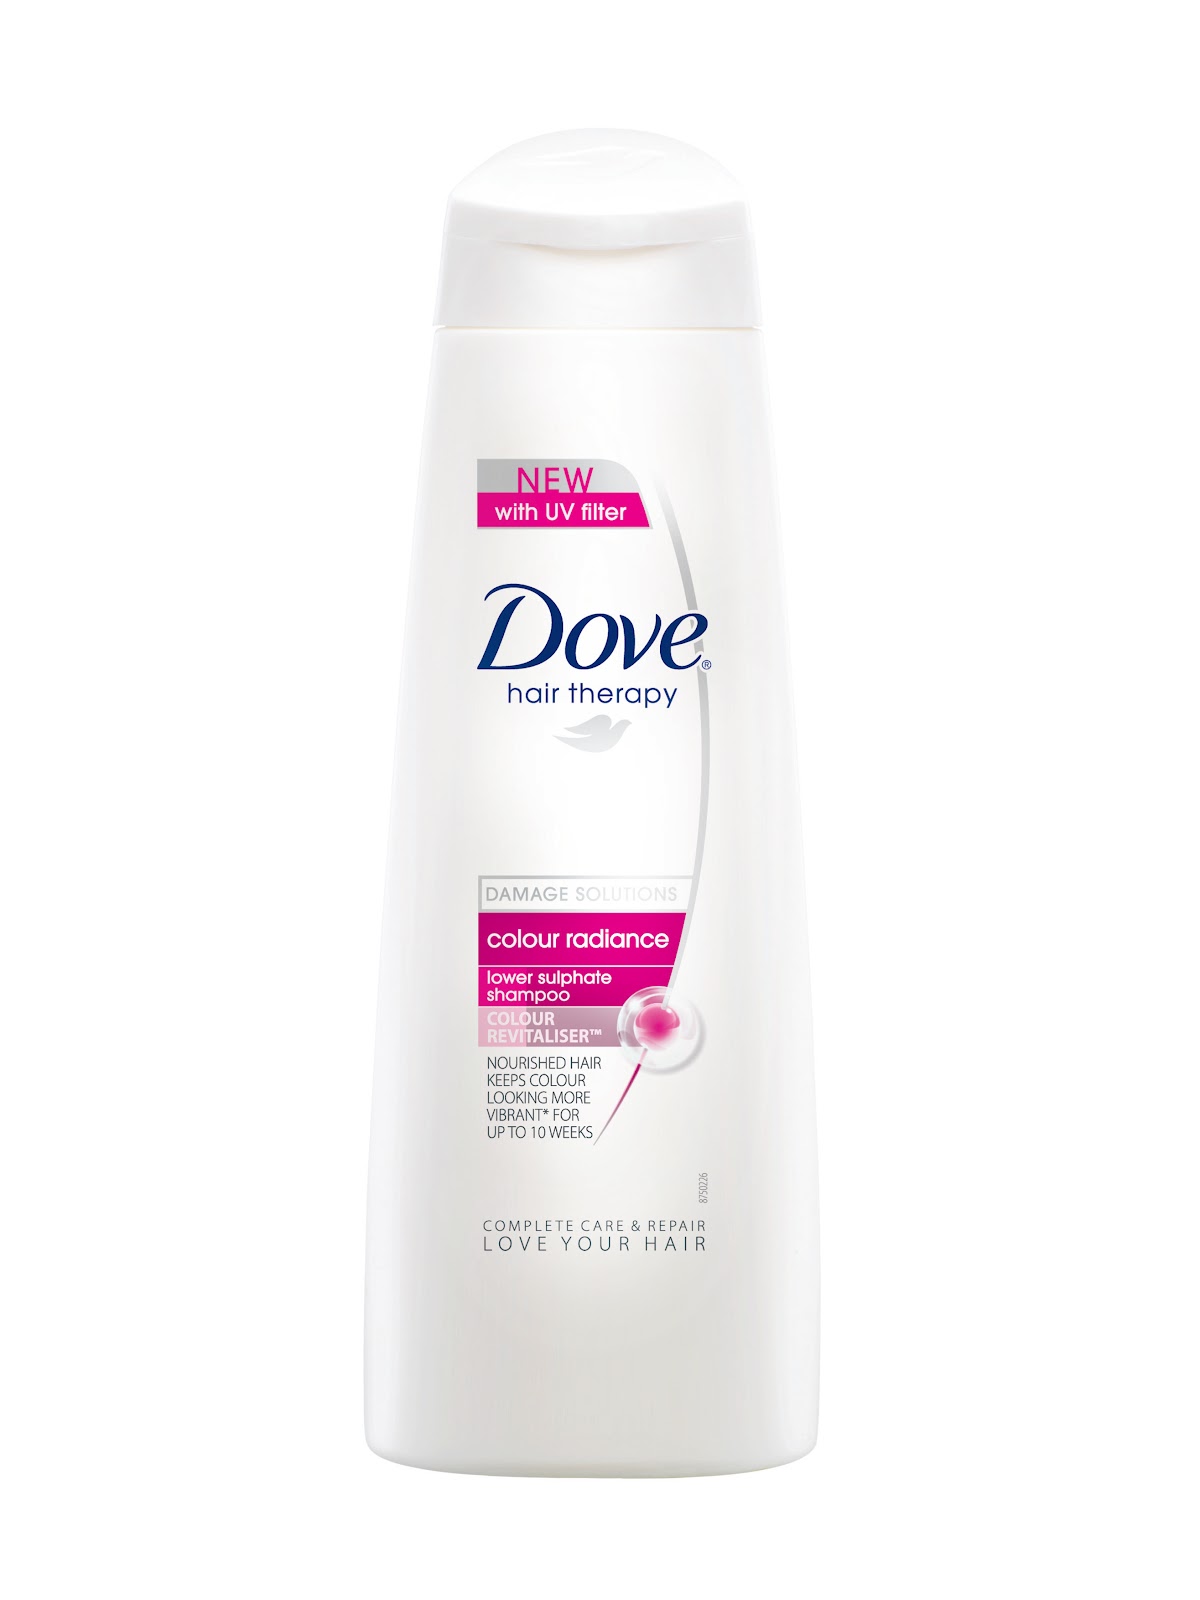 NEW
with UV filter
Dove®
hair therapy
DAMAGE SOLUTIONS
colour radiance
lower sulphate
shampoo
COLOUR
REVITALISER™
NOURISHED HAIR
KEEPS COLOUR
LOOKING MORE
VIBRANT* FOR
UP TO 10 WEEKS
8750226
COMPLETE CARE & REPAIR
LOVE YOUR HAIR